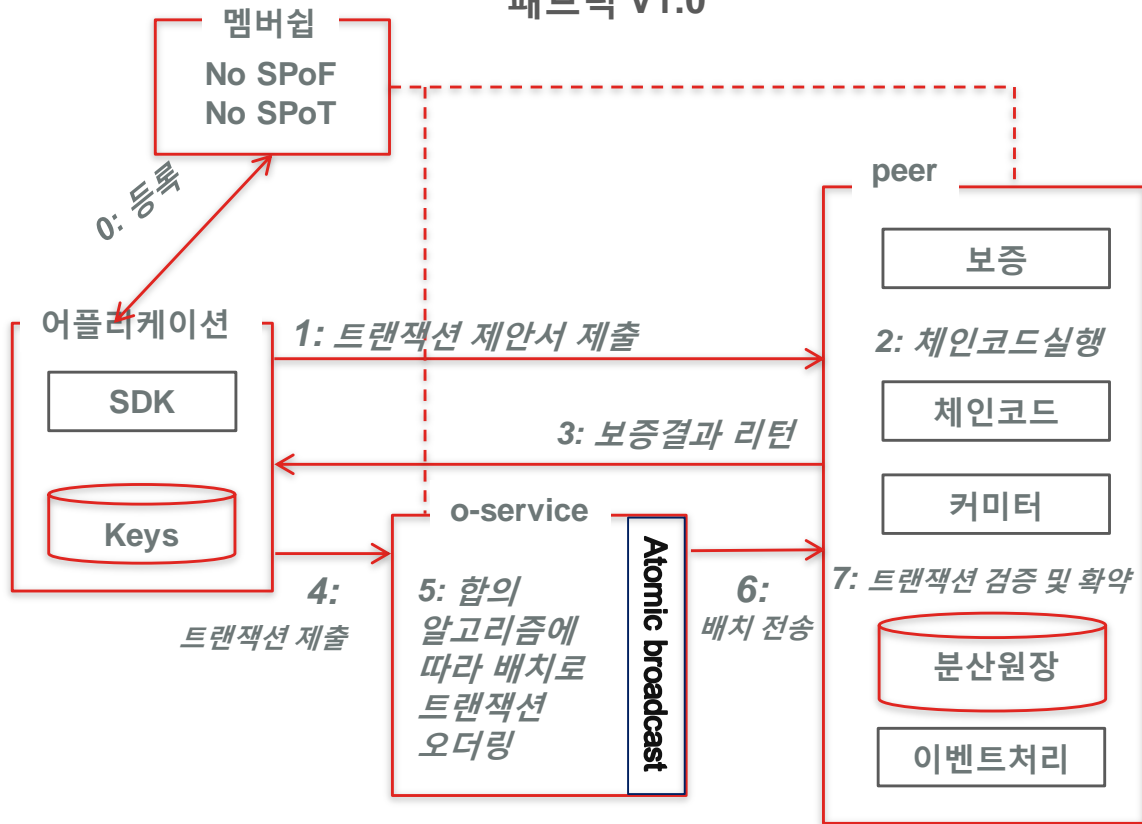 패브릭 V1.0
멤버쉽
No SPoF
No SPoT
0: 등록
peer
보증
어플리케이션
1: 트랜잭션 제안서 제출
2: 체인코드실행
SDK
체인코드
3: 보증결과 리턴
Keys
커미터
o-service
4:
트랜잭션 제출
5: 합의
알고리즘에
따라 배치로
트랜잭션
오더링
Atomic broadcast
6:
배치 전송
7: 트랜잭션 검증 및 확약
분산원장
이벤트처리